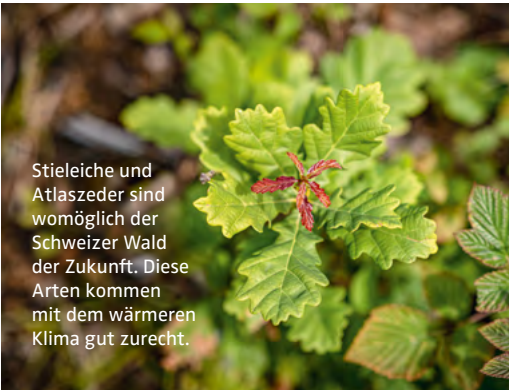 Stieleiche und
Atlaszeder sind
womöglich der
Schweizer Wald
der Zukunft. Diese
Arten kommen
mit dem wärmeren
Klima gut zurecht.